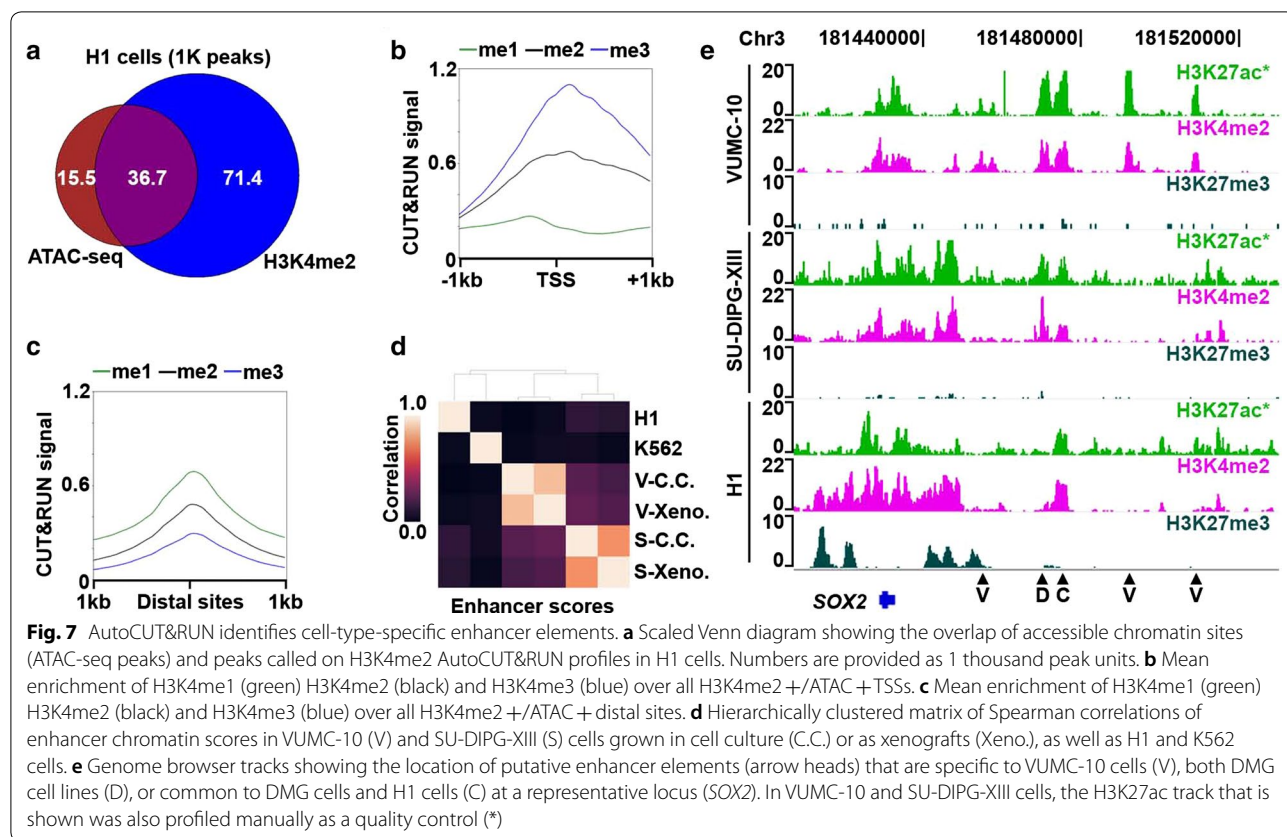 a
H1 cells (1K peaks)
15.5 36.7 71.4
ATAC-seq
H3K4me2
b
me1 me2 me3
CUT&RUN signal
1.2
0.6
0
-1kb TSS +1kb
c
me1 me2 me3
CUT&RUN signal
1.2
0.6
0
1kb Distal sites 1kb
d
Correlation
1.0
0.0
H1
K562
V-C.C.
V-Xeno.
S-C.C.
S-Xeno.
Enhancer scores
e
Chr3 181440000| 181480000| 181520000|
VUMC-10
20 H3K27ac*
0
22 H3K4me2
0
10 H3K27me3
0
SU-DIPG-XIII
20 H3K27ac*
0
22 H3K4me2
0
10 H3K27me3
0
H1
20 H3K27ac*
0
22 H3K4me2
0
10 H3K27me3
0
SOX2 V D C V V
Fig. 7 AutoCUT&RUN identifies cell-type-specific enhancer elements. a Scaled Venn diagram showing the overlap of accessible chromatin sites
(ATAC-seq peaks) and peaks called on H3K4me2 AutoCUT&RUN profiles in H1 cells. Numbers are provided as 1 thousand peak units. b Mean
enrichment of H3K4me1 (green) H3K4me2 (black) and H3K4me3 (blue) over all H3K4me2+/ATAC+TSSs. c Mean enrichment of H3K4me1 (green)
H3K4me2 (black) and H3K4me3 (blue) over all H3K4me2+/ATAC+distal sites. d Hierarchically clustered matrix of Spearman correlations of
enhancer chromatin scores in VUMC-10 (V) and SU-DIPG-XIII (S) cells grown in cell culture (C.C.) or as xenografts (Xeno.), as well as H1 and K562
cells. e Genome browser tracks showing the location of putative enhancer elements (arrow heads) that are specific to VUMC-10 cells (V), both DMG
cell lines (D), or common to DMG cells and H1 cells (C) at a representative locus (SOX2). In VUMC-10 and SU-DIPG-XIII cells, the H3K27ac track that is
shown was also profiled manually as a quality control (*)